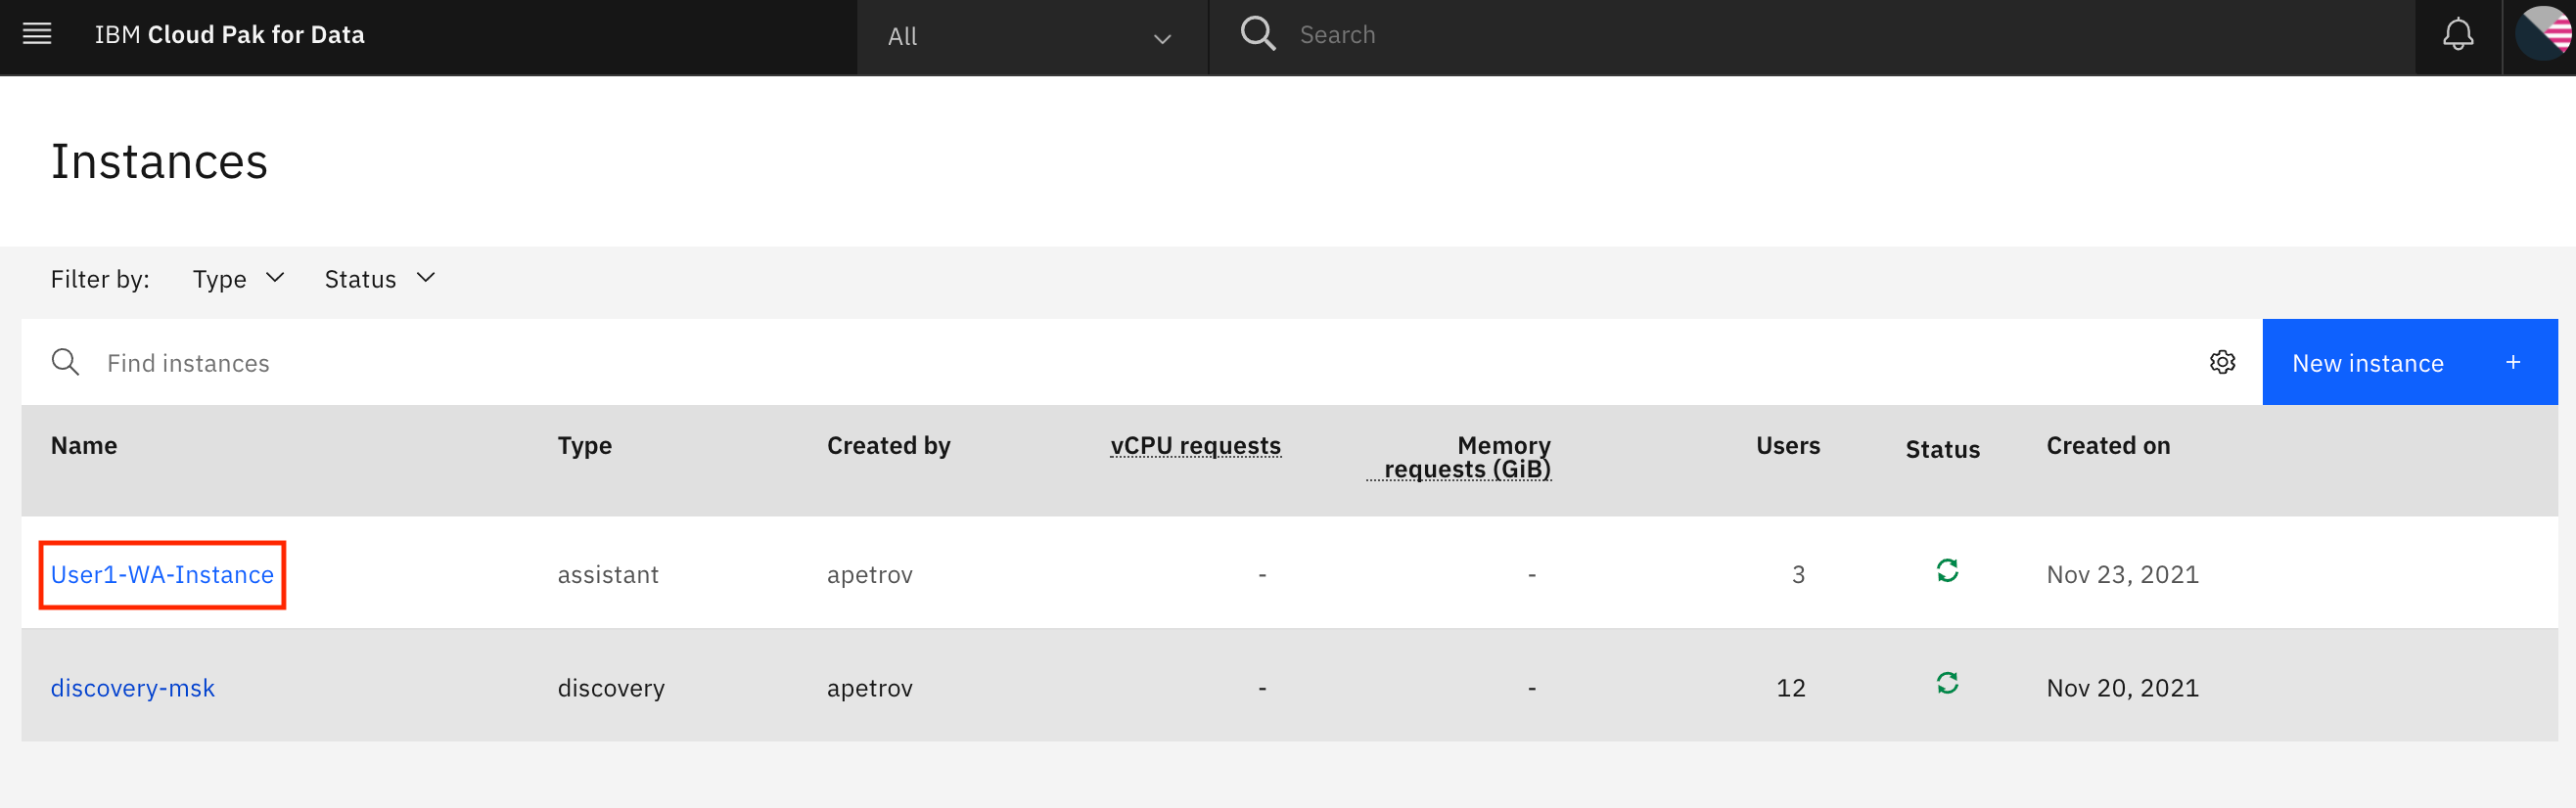 IBM Cloud Pak for Data All Search
Instances
Filter by: Type Status
Find instances New instance +
Name Type Created by vCPU requests Memory requests (GiB) Users Status Created on
User1-WA-Instance assistant apetrov - - 3 Nov 23, 2021
discovery-msk discovery apetrov - - 12 Nov 20, 2021